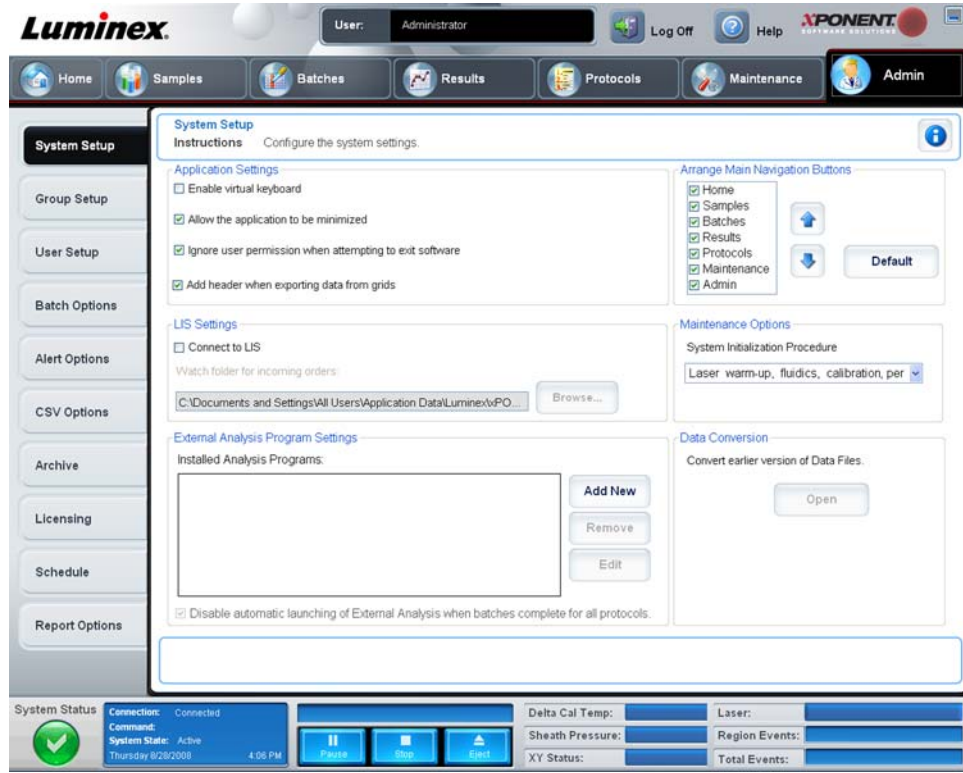 Luminex.
User: Administrator
Log Off
Help
XPONENT.
SOFTWARE SOLUTIONS
Home
Samples
Batches
Results
Protocols
Maintenance
Admin
System Setup
Group Setup
User Setup
Batch Options
Alert Options
CSV Options
Archive
Licensing
Schedule
Report Options
System Setup
Instructions Configure the system settings.
Application Settings
Enable virtual keyboard
Allow the application to be minimized
Ignore user permission when attempting to exit software
Add header when exporting data from grids
Arrange Main Navigation Buttons
Home
Samples
Batches
Results
Protocols
Maintenance
Admin
Default
LIS Settings
Connect to LIS
Watch folder for incoming orders:
C:\Documents and Settings\All Users\Application Data\Luminex\xPO...
Browse...
Maintenance Options
System Initialization Procedure
Laser warm-up, fluidics, calibration, per
External Analysis Program Settings
Installed Analysis Programs:
Add New
Remove
Edit
Disable automatic launching of External Analysis when batches complete for all protocols.
Data Conversion
Convert earlier version of Data Files.
Open
System Status
Connection: Connected
Command:
System State: Active
Thursday 8/28/2008 4:06 PM
Pause
Stop
Eject
Delta Cal Temp:
Sheath Pressure:
XY Status:
Laser:
Region Events:
Total Events: